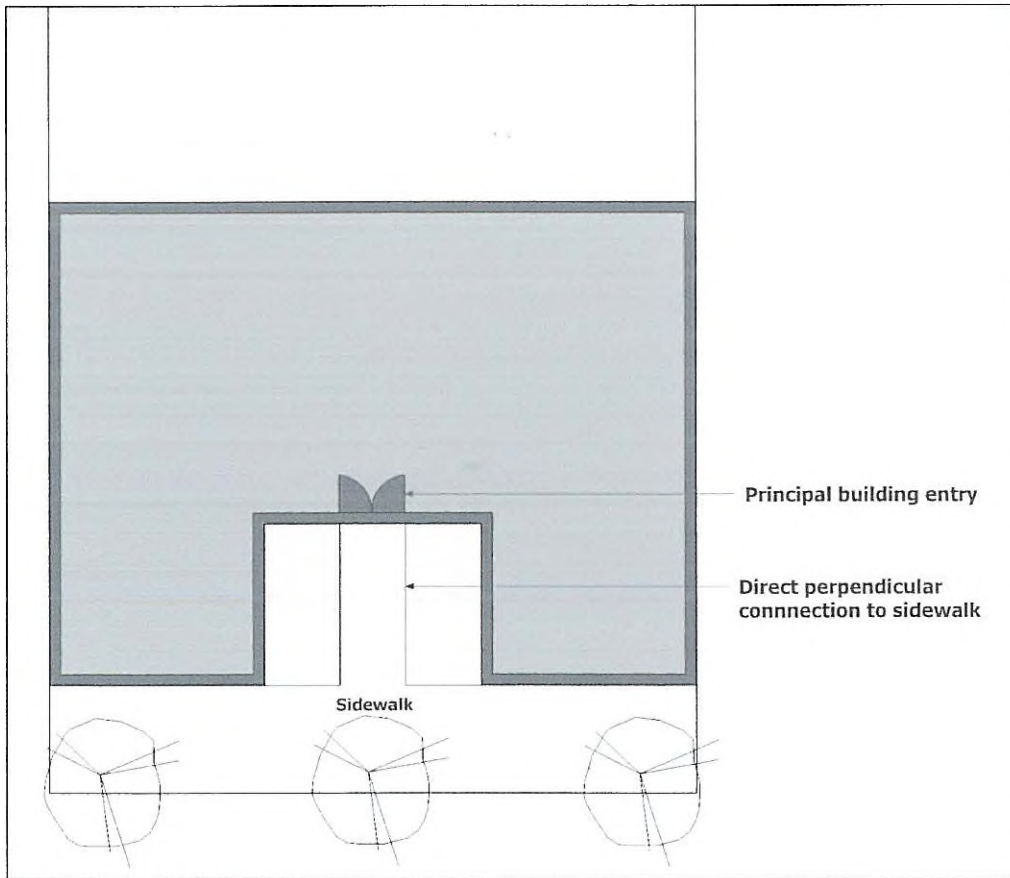 Principal building entry
Direct perpendicular
connnection to sidewalk
Sidewalk